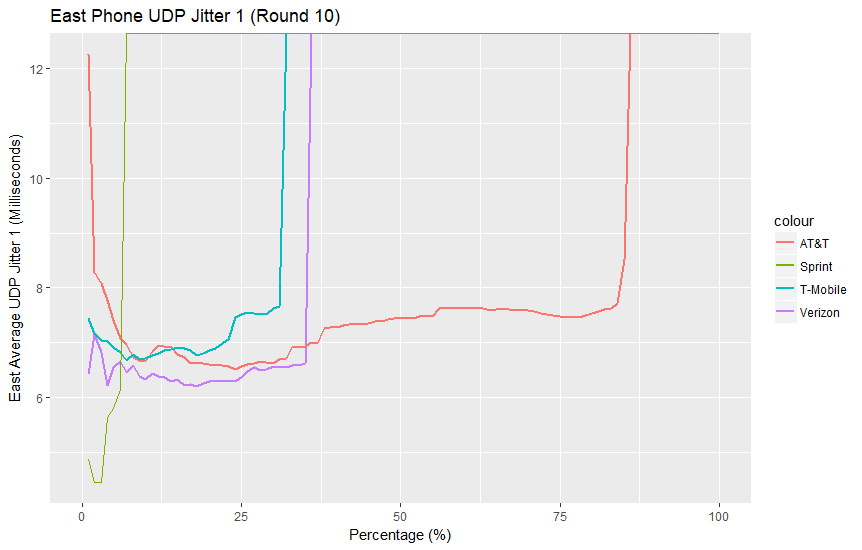 East Phone UDP Jitter 1 (Round 10)
East Average UDP Jitter 1 (Milliseconds)
12
10
8
6
0
25
50
75
100
Percentage (%)
colour
AT&T
Sprint
T-Mobile
Verizon